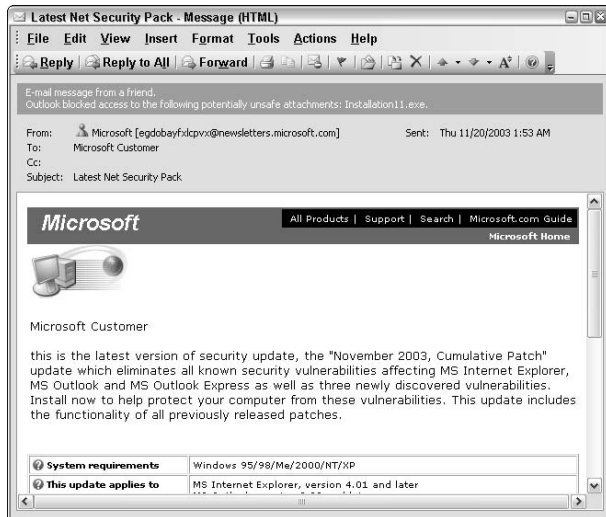 Latest Net Security Pack - Message (HTML)
File Edit View Insert Format Tools Actions Help
Reply Reply to All Forward
E-mail message from a friend.
Outlook blocked access to the following potentially unsafe attachments: Installation11.exe.
From: Microsoft [egdobayfxlcpvx@newsletters.microsoft.com] Sent: Thu 11/20/2003 1:53 AM
To: Microsoft Customer
Cc:
Subject: Latest Net Security Pack
Microsoft
All Products | Support | Search | Microsoft.com Guide
Microsoft Home
Microsoft Customer
this is the latest version of security update, the "November 2003, Cumulative Patch"
update which eliminates all known security vulnerabilities affecting MS Internet Explorer,
MS Outlook and MS Outlook Express as well as three newly discovered vulnerabilities.
Install now to help protect your computer from these vulnerabilities. This update includes
the functionality of all previously released patches.
System requirements Windows 95/98/Me/2000/NT/XP
This update applies to MS Internet Explorer, version 4.01 and later